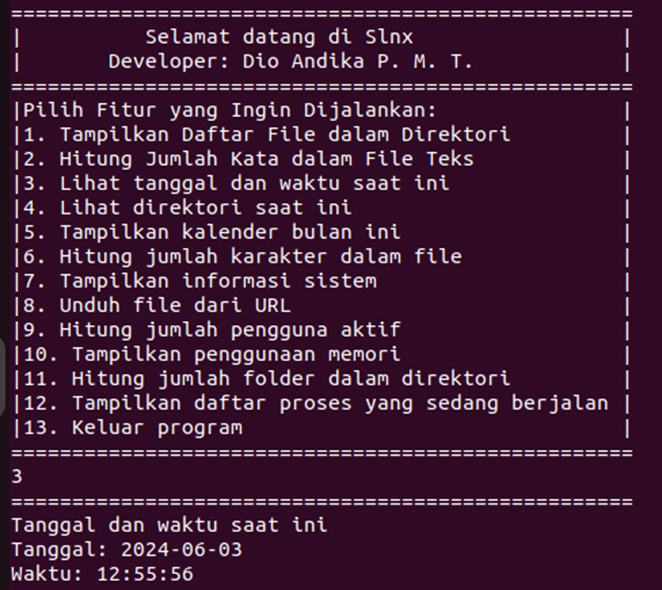 ===================================================
| Selamat datang di Slnx |
| Developer: Dio Andika P. M. T. |
===================================================
|Pilih Fitur yang Ingin Dijalankan: |
|1. Tampilkan Daftar File dalam Direktori |
|2. Hitung Jumlah Kata dalam File Teks |
|3. Lihat tanggal dan waktu saat ini |
|4. Lihat direktori saat ini |
|5. Tampilkan kalender bulan ini |
|6. Hitung jumlah karakter dalam file |
|7. Tampilkan informasi sistem |
|8. Unduh file dari URL |
|9. Hitung jumlah pengguna aktif |
|10. Tampilkan penggunaan memori |
|11. Hitung jumlah folder dalam direktori |
|12. Tampilkan daftar proses yang sedang berjalan |
|13. Keluar program |
===================================================
3
===================================================
Tanggal dan waktu saat ini
Tanggal: 2024-06-03
Waktu: 12:55:56